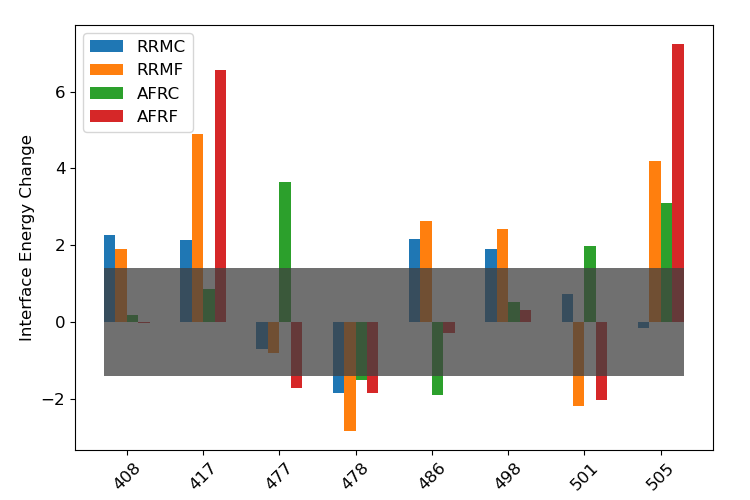 RRMC
RRMF
AFRC
AFRF
Interface Energy Change
6
4
2
0
−2
408
417
477
478
486
498
501
505